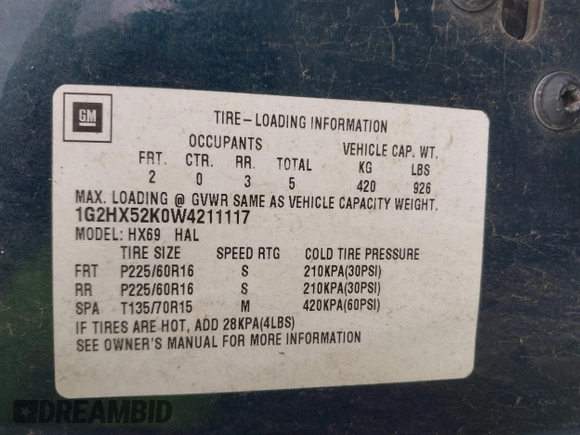 GM
TIRE-LOADING INFORMATION
OCCUPANTS VEHICLE CAP. WT.
FRT. CTR. RR. TOTAL KG LBS
2 0 3 5 420 926
MAX. LOADING @ GVWR SAME AS VEHICLE CAPACITY WEIGHT.
1G2HX52K0W4211117
MODEL: HX69 HAL
TIRE SIZE SPEED RTG COLD TIRE PRESSURE
FRT P225/60R16 S 210KPA(30PSI)
RR P225/60R16 S 210KPA(30PSI)
SPA T135/70R15 M 420KPA(60PSI)
IF TIRES ARE HOT, ADD 28KPA(4LBS)
SEE OWNER'S MANUAL FOR MORE INFORMATION
DREAMBID